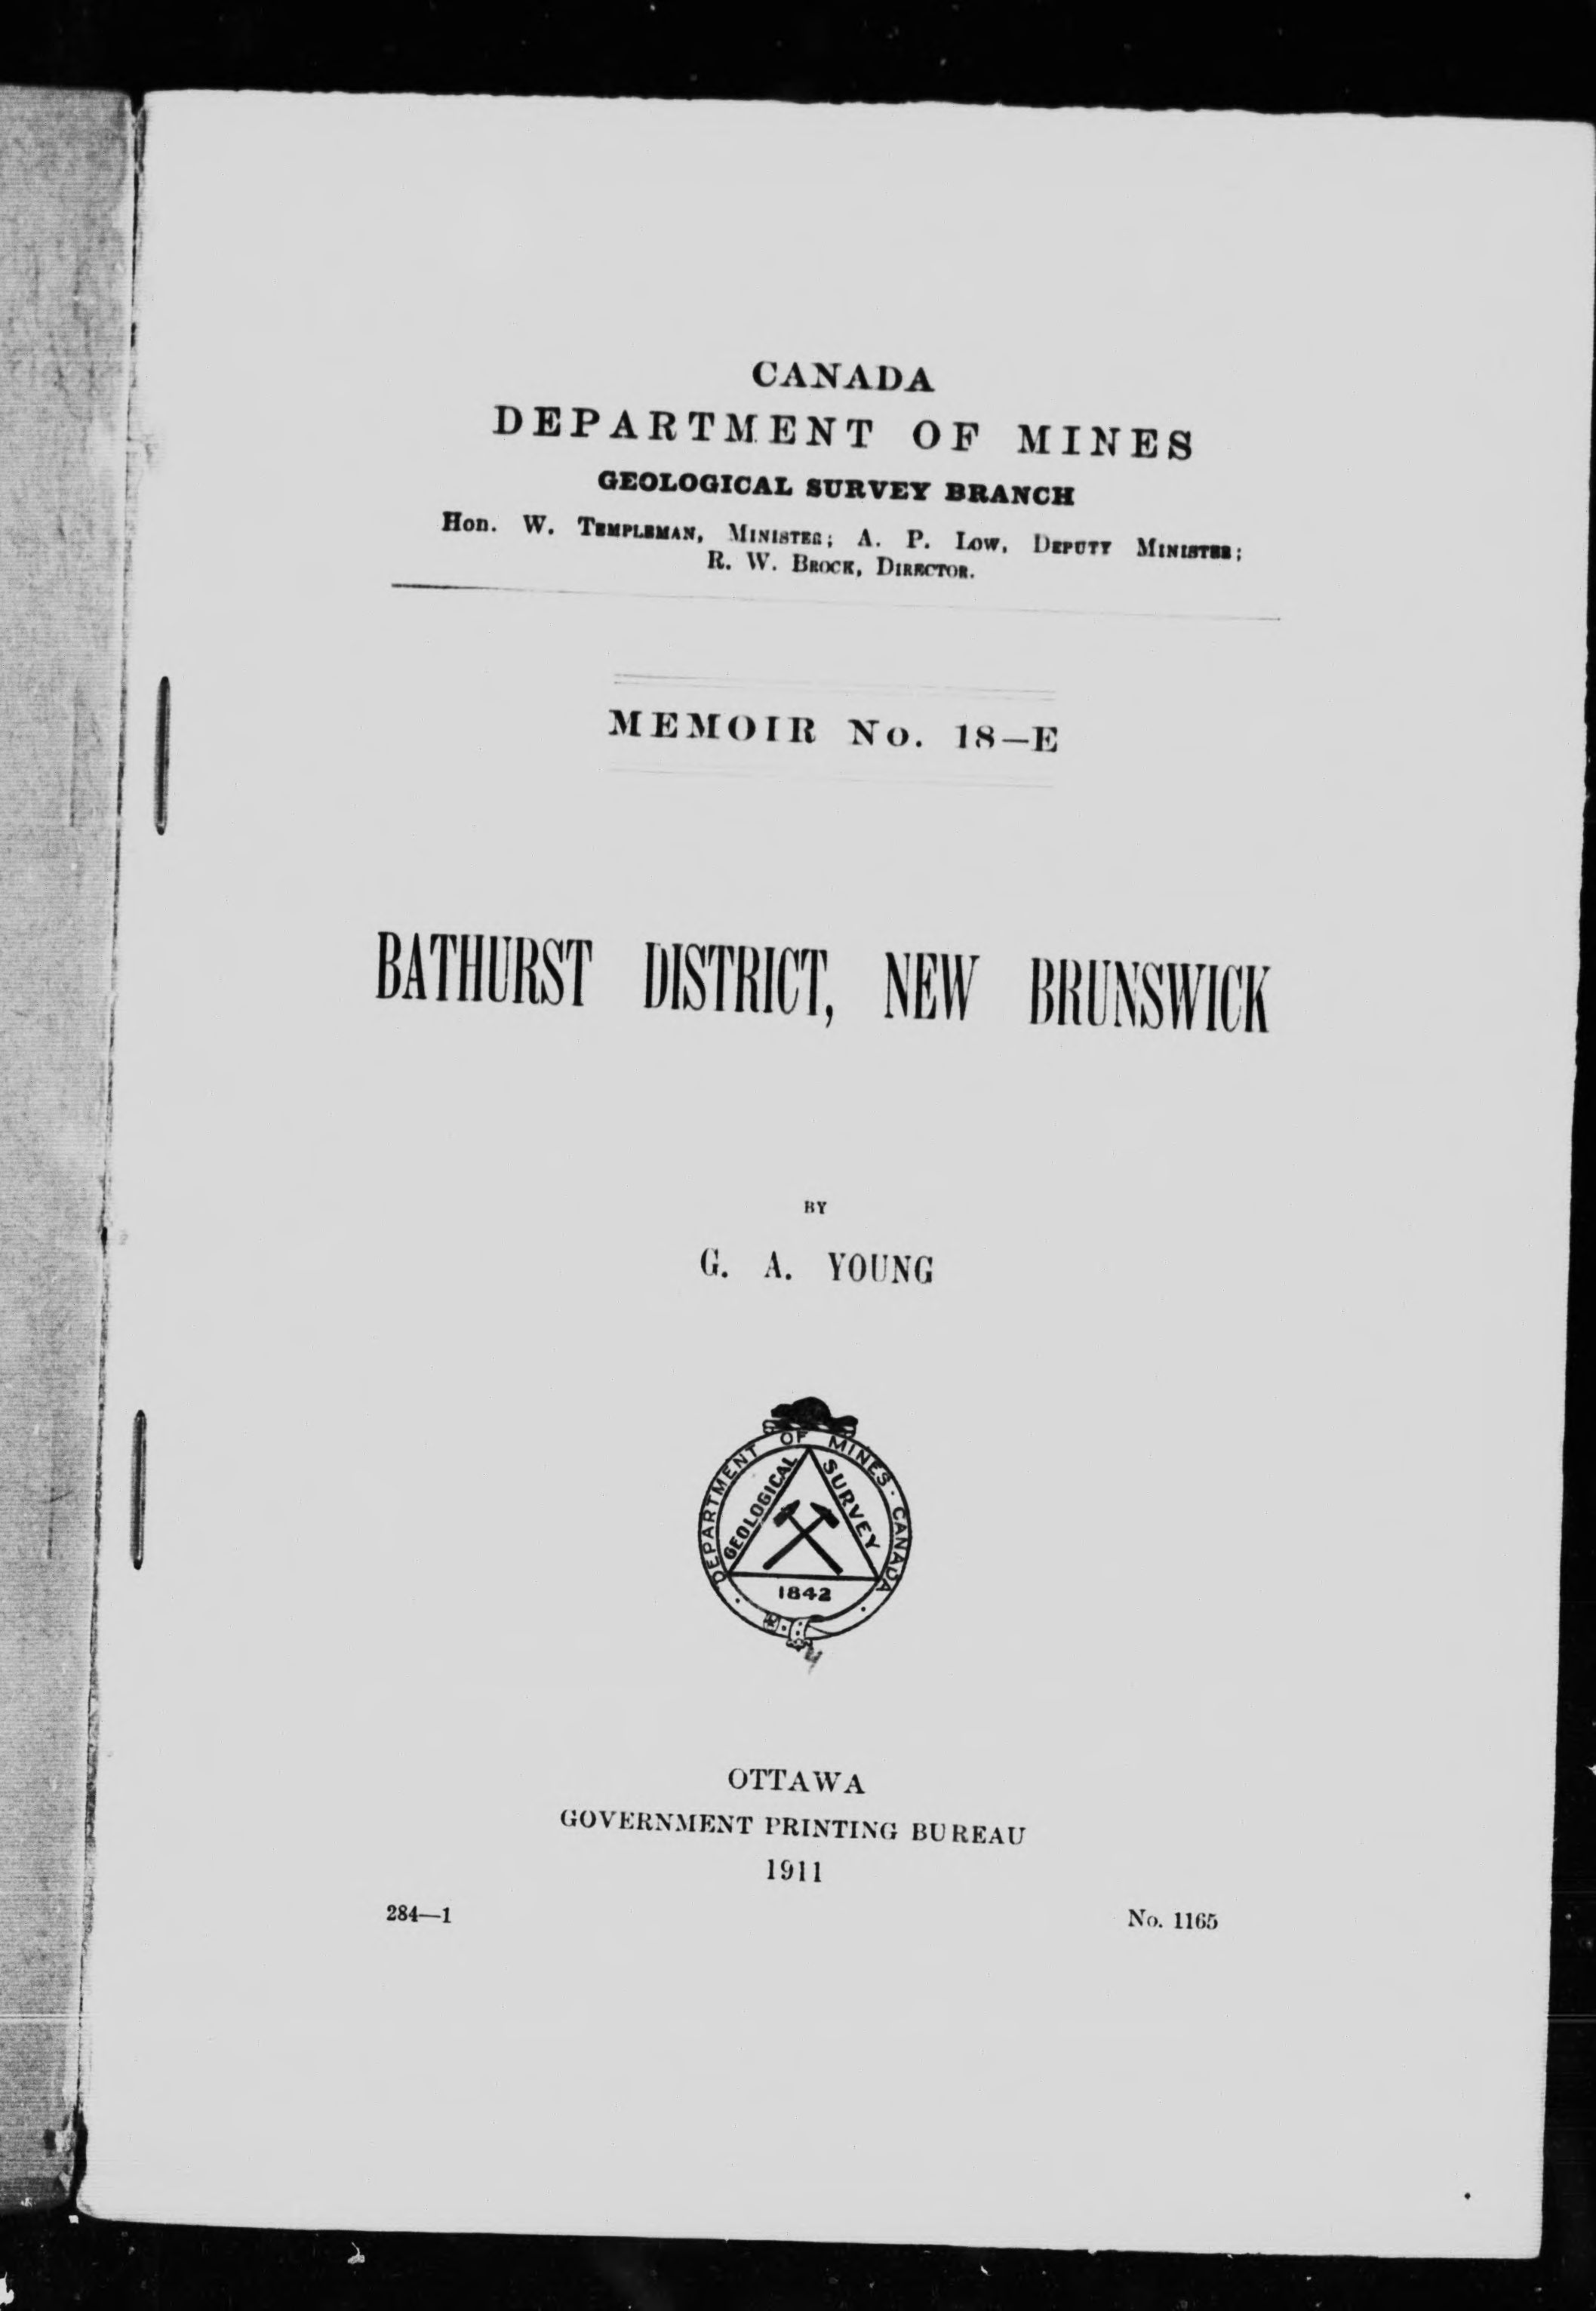 CANADA
DEPARTMENT OF MINES
GEOLOGICAL SURVEY BRANCH
Hon. W. Templeman, Minister; A. P. Low, Deputy Minister;
R. W. Brock, Director.
MEMOIR No. 18—E
BATHURST DISTRICT, NEW BRUNSWICK
BY
G. A. YOUNG
DEPARTMENT OF MINES · CANADA
GEOLOGICAL SURVEY
1842
OTTAWA
GOVERNMENT PRINTING BUREAU
1911
284—1
No. 1165